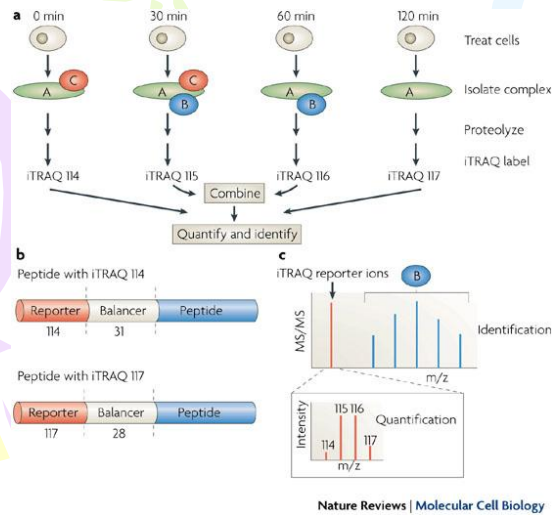 a 0 min 30 min 60 min 120 min
Treat cells
A C A C B A B A
Isolate complex
Proteolyze
iTRAQ label
iTRAQ 114 iTRAQ 115 iTRAQ 116 iTRAQ 117
Combine
Quantify and identify
b
Peptide with iTRAQ 114
Reporter Balancer Peptide
114 31
Peptide with iTRAQ 117
Reporter Balancer Peptide
117 28
c
iTRAQ reporter ions B
MS/MS
Identification
m/z
Intensity
114 115 116 117
Quantification
m/z
Nature Reviews | Molecular Cell Biology